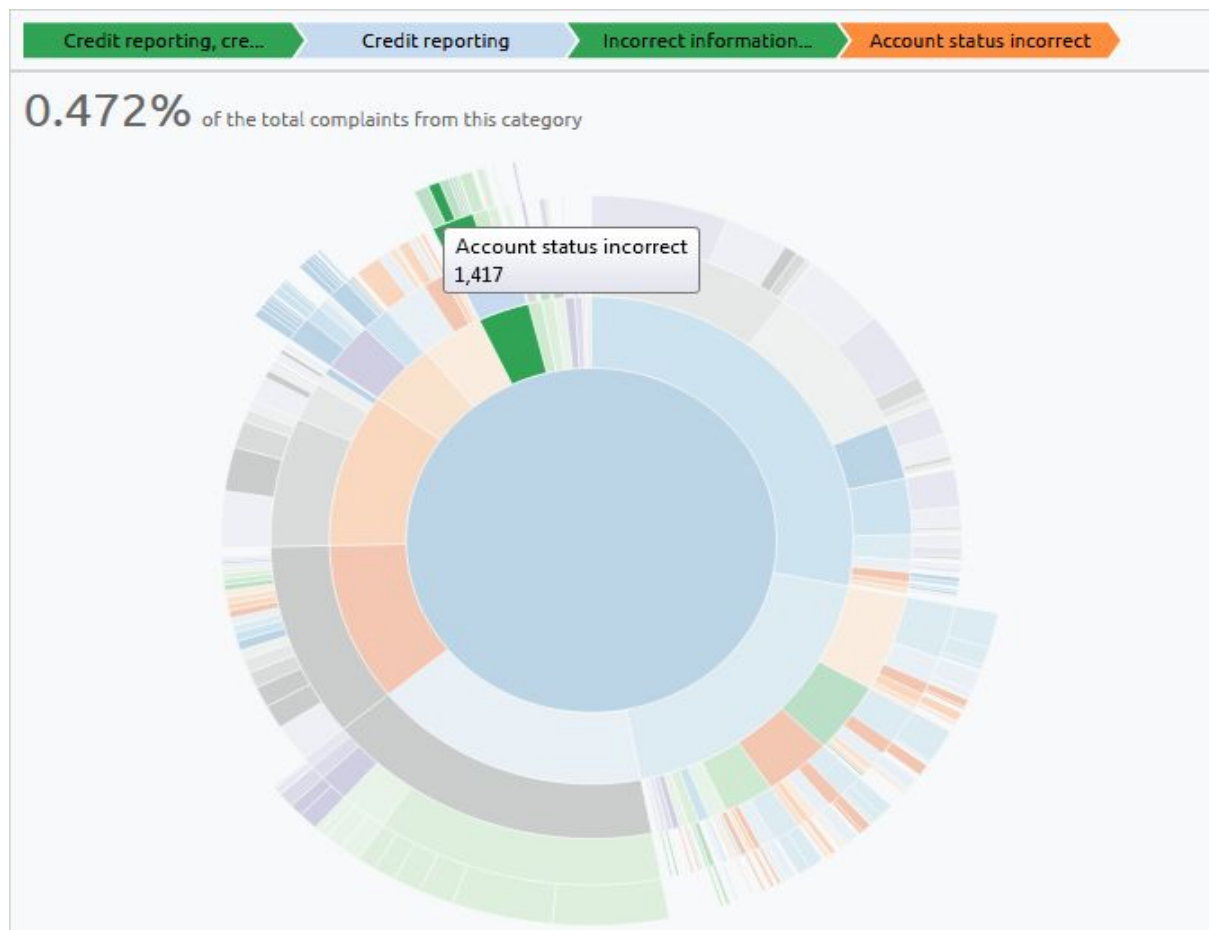 Credit reporting, cre...
Credit reporting
Incorrect information...
Account status incorrect
0.472% of the total complaints from this category
Account status incorrect
1,417